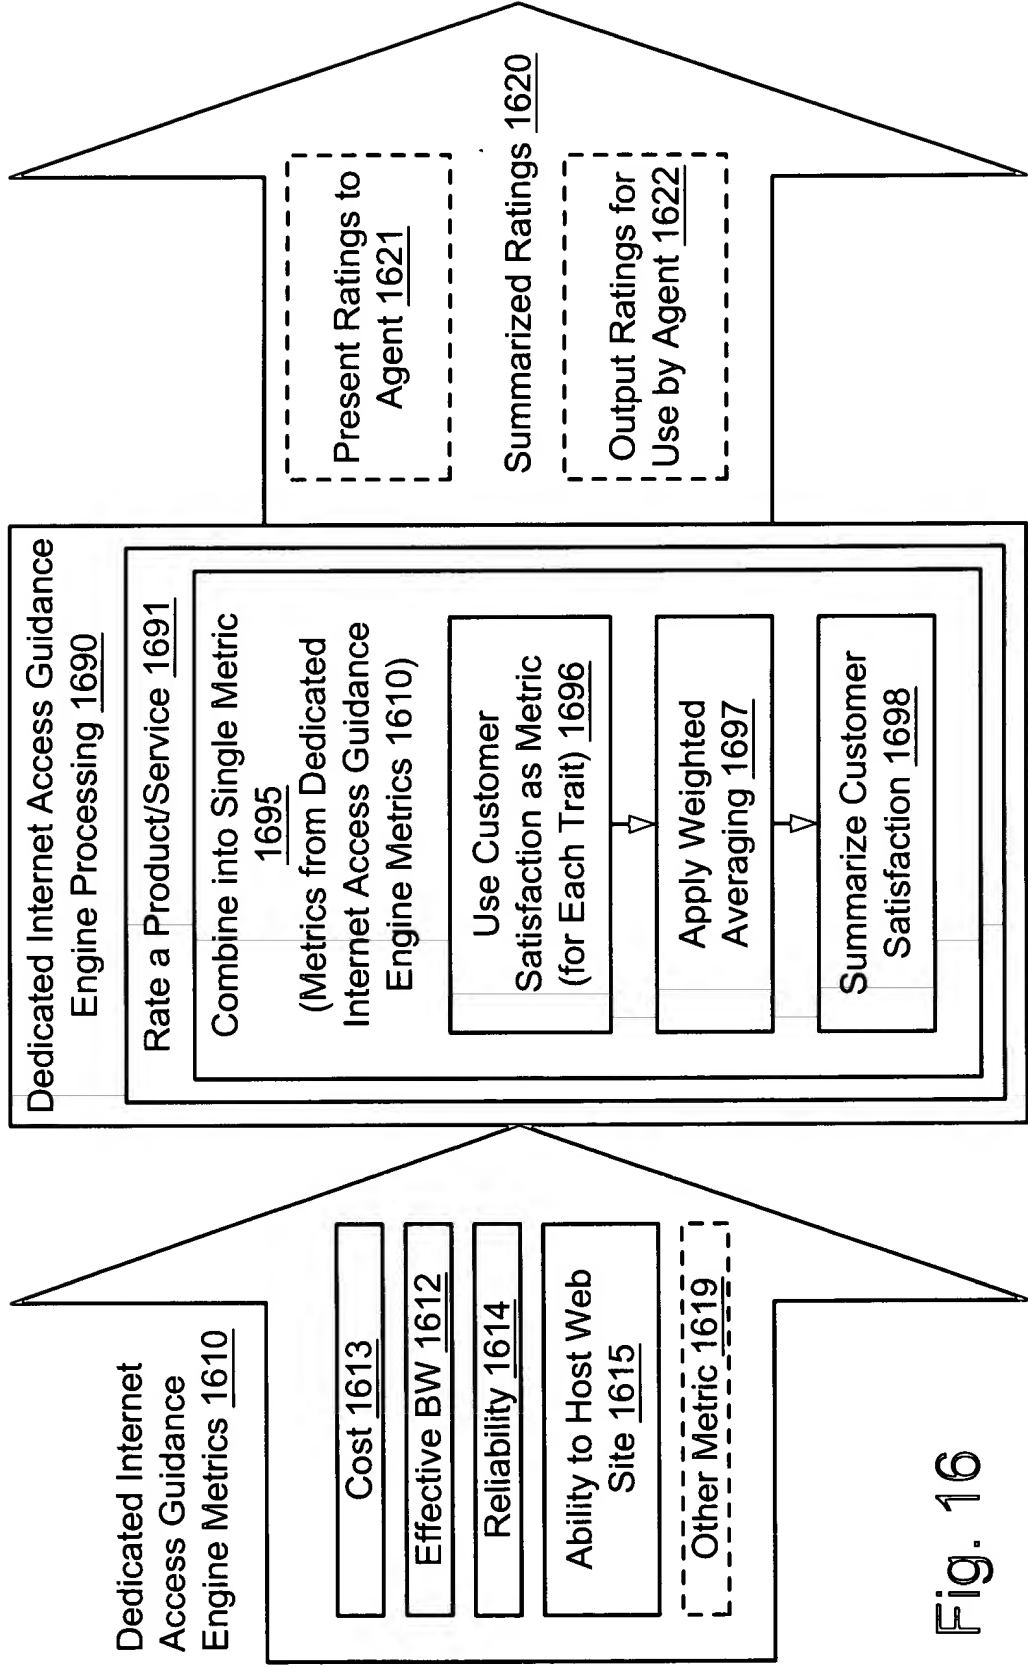 Dedicated Internet
Access Guidance
Engine Metrics 1610
Cost 1613
Effective BW 1612
Reliability 1614
Ability to Host Web
Site 1615
Other Metric 1619
Dedicated Internet Access Guidance
Engine Processing 1690
Rate a Product/Service 1691
Combine into Single Metric
1695
(Metrics from Dedicated
Internet Access Guidance
Engine Metrics 1610)
Use Customer
Satisfaction as Metric
(for Each Trait) 1696
Apply Weighted
Averaging 1697
Summarize Customer
Satisfaction 1698
Present Ratings to
Agent 1621
Summarized Ratings 1620
Output Ratings for
Use by Agent 1622
Fig. 16